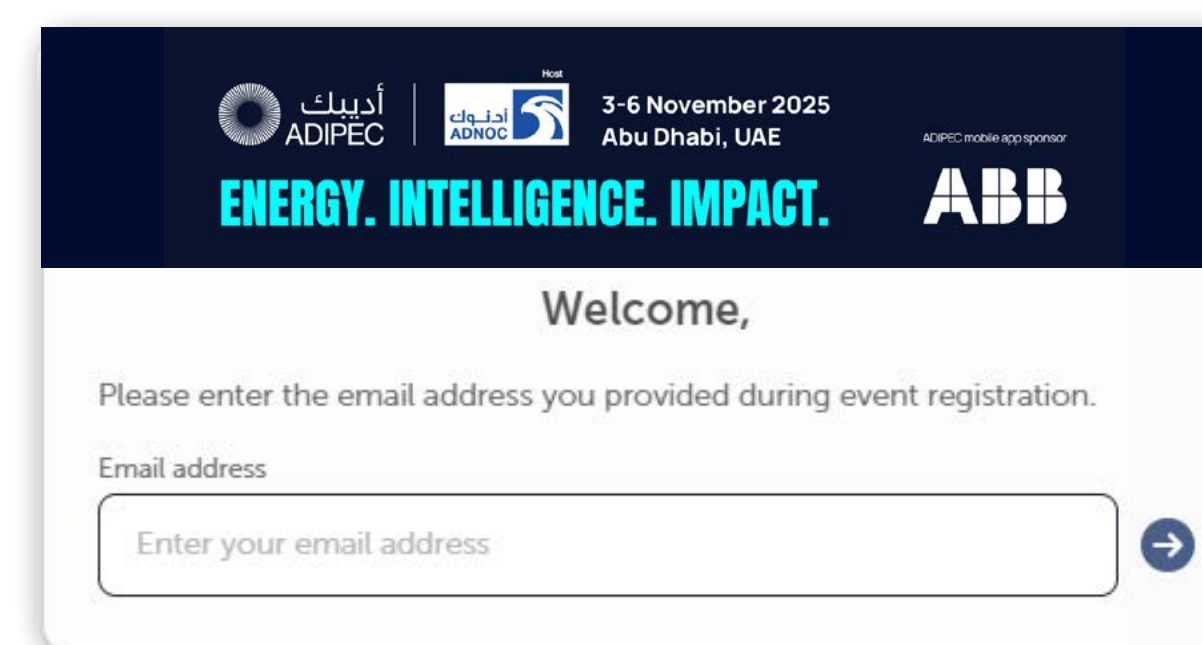 Host
أديبك
ADIPEC
أدنوك
ADNOC
3-6 November 2025
Abu Dhabi, UAE
ADIPEC mobile app sponsor
ENERGY. INTELLIGENCE. IMPACT.
ABB
Welcome,
Please enter the email address you provided during event registration.
Email address
Enter your email address